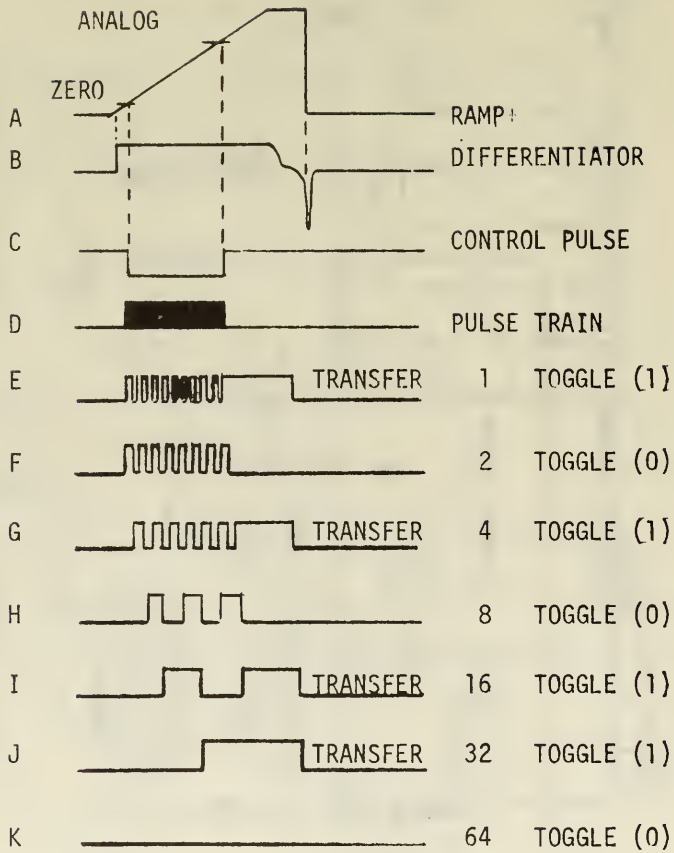 ANALOG
ZERO
A RAMP
B DIFFERENTIATOR
C CONTROL PULSE
D PULSE TRAIN
E TRANSFER 1 TOGGLE (1)
F 2 TOGGLE (0)
G TRANSFER 4 TOGGLE (1)
H 8 TOGGLE (0)
I TRANSFER 16 TOGGLE (1)
J TRANSFER 32 TOGGLE (1)
K 64 TOGGLE (0)